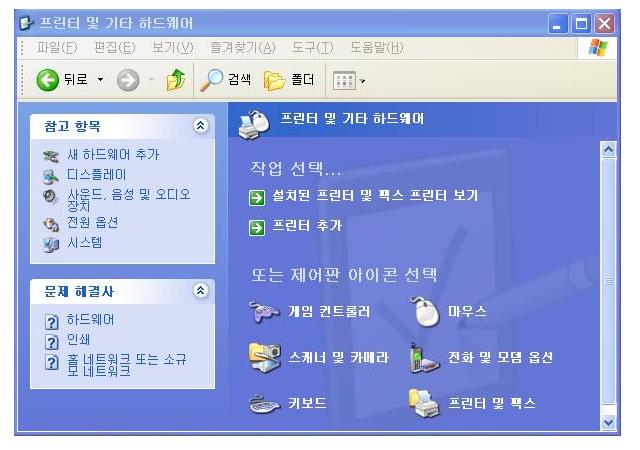 프린터 및 기타 하드웨어
파일(F) 편집(E) 보기(V) 즐겨찾기(A) 도구(T) 도움말(H)
뒤로 검색 폴더
참고 항목
새 하드웨어 추가
디스플레이
사운드, 음성 및 오디오
장치
전원 옵션
시스템
문제 해결사
하드웨어
인쇄
홈 네트워크 또는 소규
모 네트워크
프린터 및 기타 하드웨어
작업 선택...
설치된 프린터 및 팩스 프린터 보기
프린터 추가
또는 제어판 아이콘 선택
게임 컨트롤러 마우스
스캐너 및 카메라 전화 및 모뎀 옵션
키보드 프린터 및 팩스